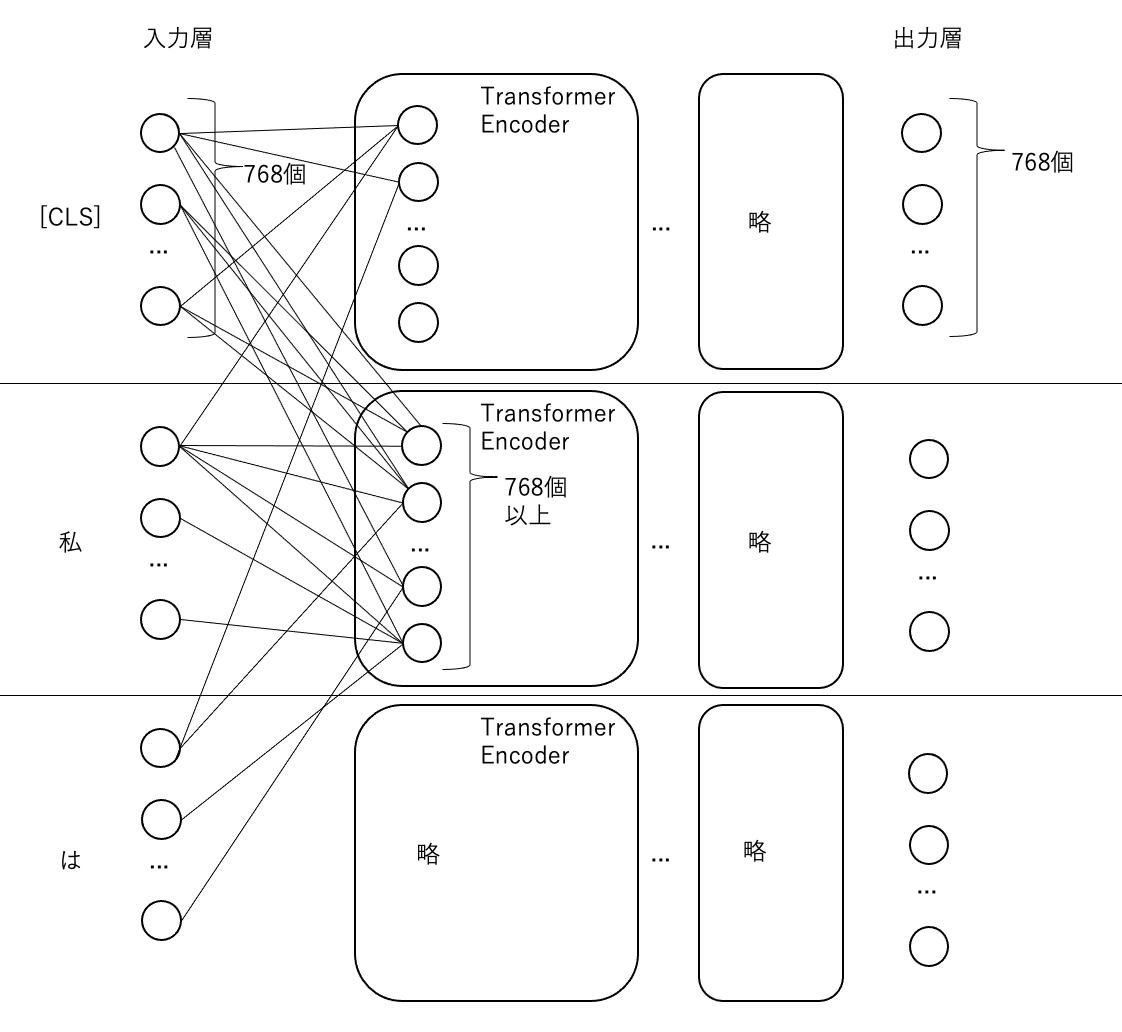 入力層
出力層
Transformer
Encoder
768個
768個
[CLS]
...
...
...
略
...
Transformer
Encoder
768個
以上
私
...
...
...
略
...
Transformer
Encoder
は
...
略
...
略
...